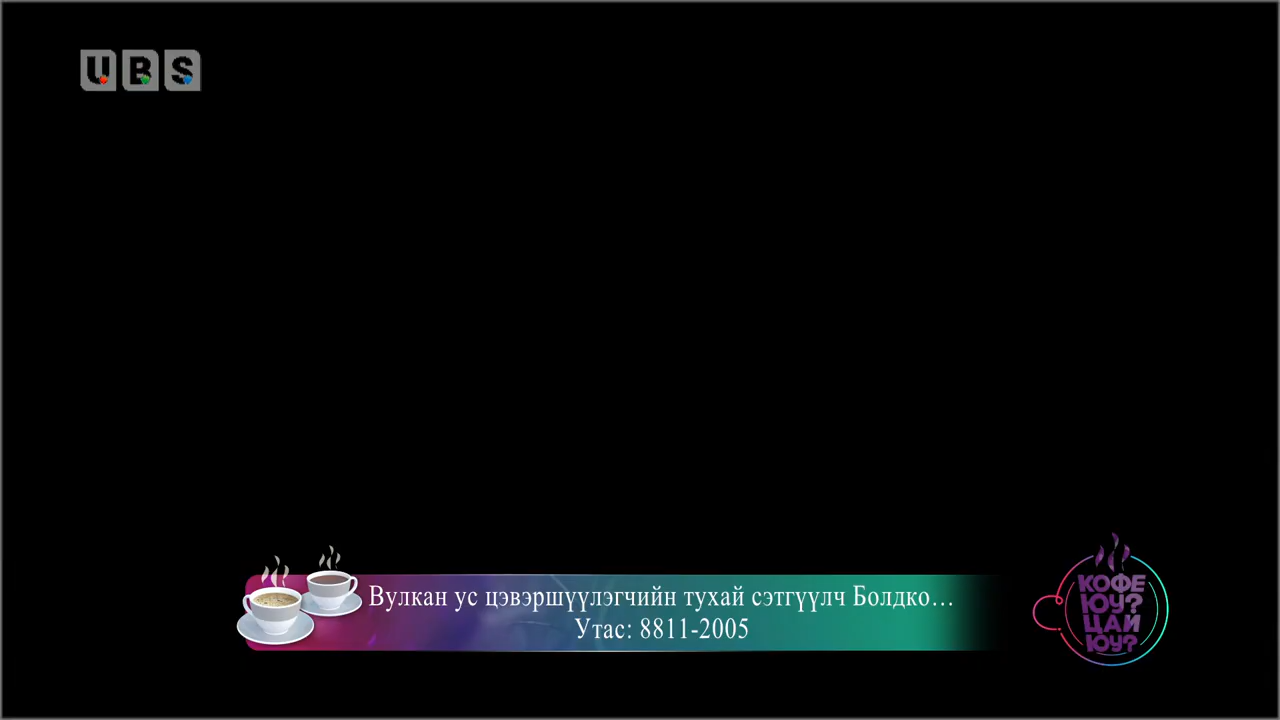 UBS
Вулкан ус цэвэршүүлэгчийн тухай сэтгүүлч Болдко...
Утас: 8811-2005
КОФЕ
ЮУ?
ЦАЙ
ЮУ?